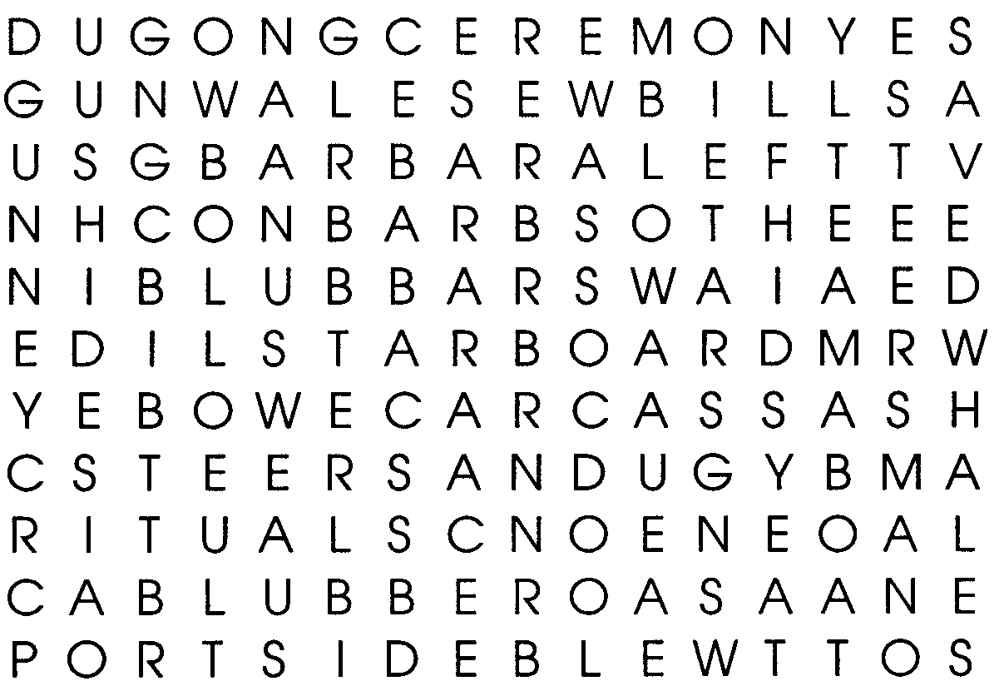 D U G O N G C E R E M O N Y E S
G U N W A L E S E W B I L L S A
U S G B A R B A R A L E F T T V
N H C O N B A R B S O T H E E E
N I B L U B B A R S W A I A E D
E D I L S T A R B O A R D M R W
Y E B O W E C A R C A S S A S H
C S T E E R S A N D U G Y B M A
R I T U A L S C N O E N E O A L
C A B L U B B E R O A S A A N E
P O R T S I D E B L E W T T O S